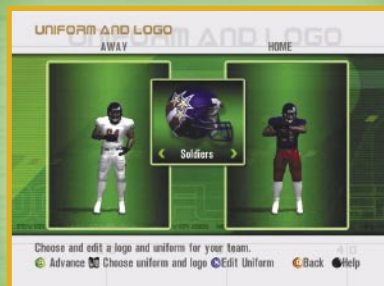 UNIFORM AND LOGO
AWAY
HOME
Soldiers
Choose and edit a logo and uniform for your team.
Advance Choose uniform and logo Edit Uniform Back Help